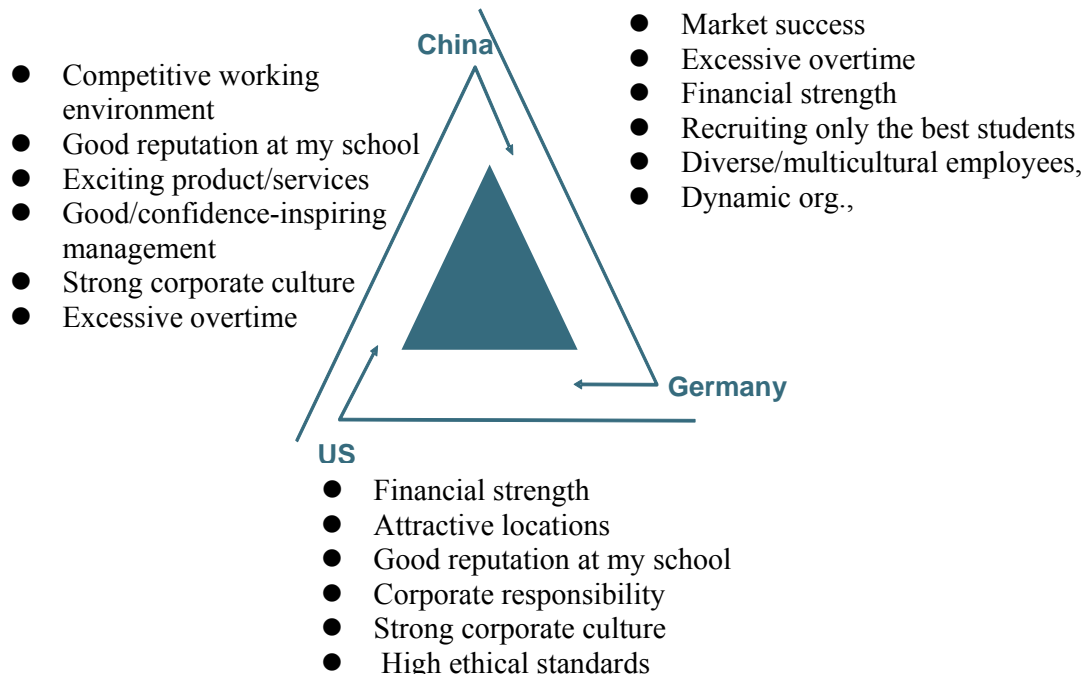 China
● Competitive working
environment
● Good reputation at my school
● Exciting product/services
● Good/confidence-inspiring
management
● Strong corporate culture
● Excessive overtime
● Market success
● Excessive overtime
● Financial strength
● Recruiting only the best students
● Diverse/multicultural employees,
● Dynamic org.,
Germany
US
● Financial strength
● Attractive locations
● Good reputation at my school
● Corporate responsibility
● Strong corporate culture
● High ethical standards